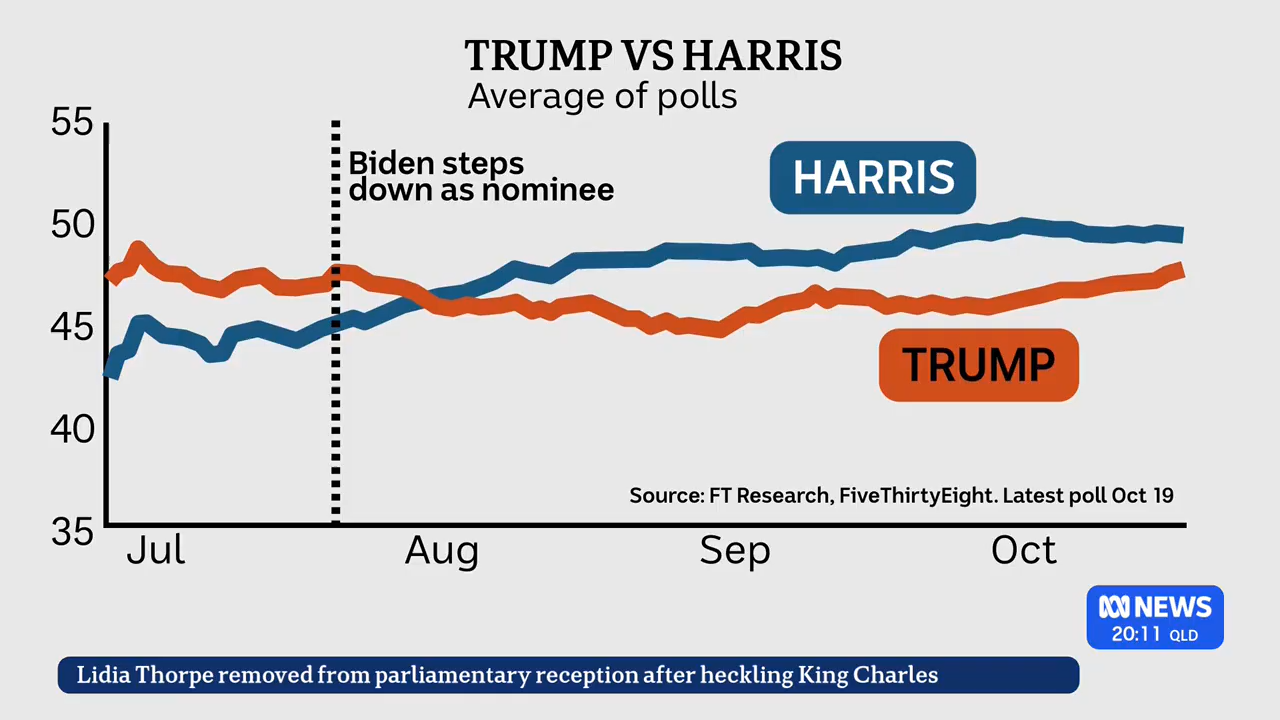 TRUMP VS HARRIS
Average of polls
55
50
45
40
35
Biden steps
down as nominee
HARRIS
TRUMP
Source: FT Research, FiveThirtyEight. Latest poll Oct 19
Jul Aug Sep Oct
NEWS
20:11 QLD
Lidia Thorpe removed from parliamentary reception after heckling King Charles